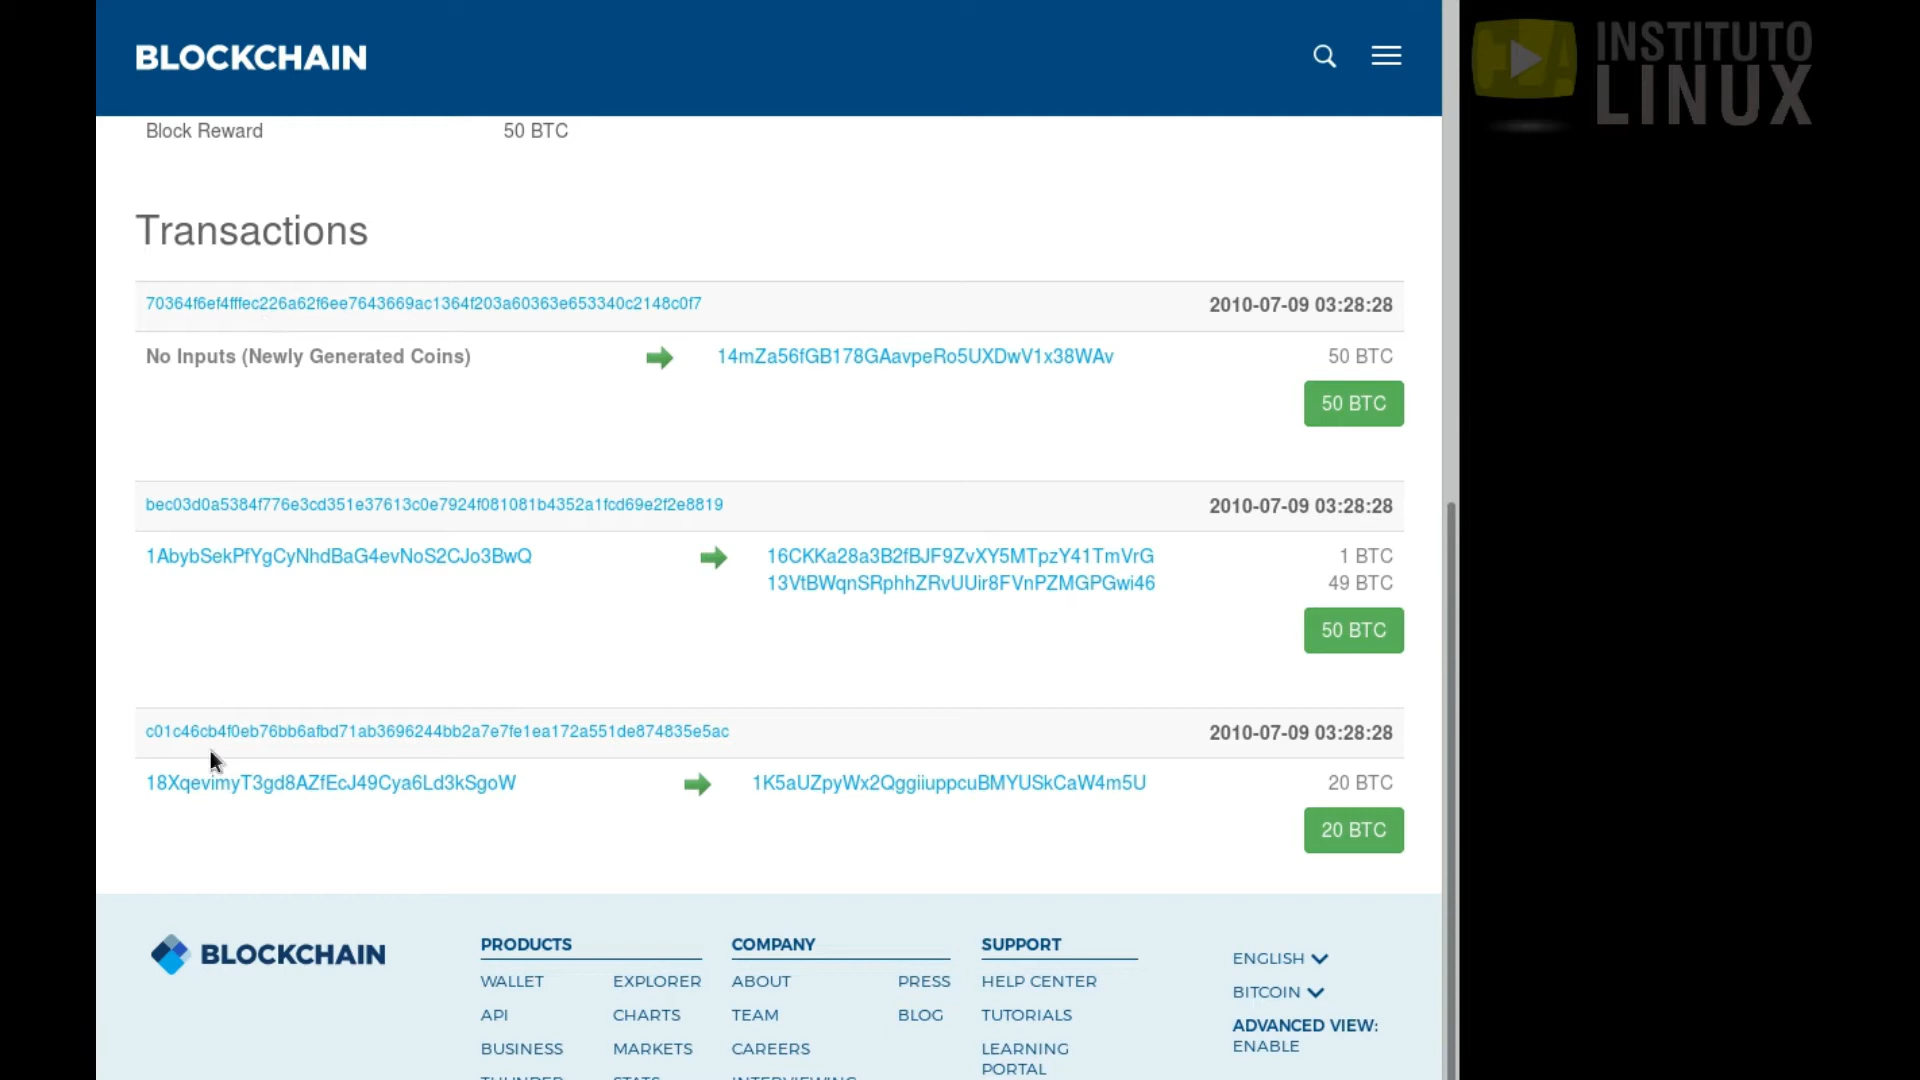 BLOCKCHAIN
INSTITUTO
LINUX
Block Reward 50 BTC
Transactions
70364f6ef4fffec226a62f6ee7643669ac1364f203a60363e653340c2148c0f7 2010-07-09 03:28:28
No Inputs (Newly Generated Coins) 14mZa56fGB178GAavpeRo5UXDwV1x38WAv 50 BTC
50 BTC
bec03d0a5384f776e3cd351e37613c0e7924f081081b4352a1fcd69e2f2e8819 2010-07-09 03:28:28
1AbybSekPfYgCyNhdBaG4evNoS2CJo3BwQ 16CKKa28a3B2fBJF9ZvXY5MTpzY41TmVrG 1 BTC
13VtBWqnSRphhZRvUUir8FVnPZMGPGwi46 49 BTC
50 BTC
c01c46cb4f0eb76bb6afbd71ab3696244bb2a7e7fe1ea172a551de874835e5ac 2010-07-09 03:28:28
18XqevimyT3gd8AZfEcJ49Cya6Ld3kSgoW 1K5aUZpyWx2QggiiuppcuBMYUSkCaW4m5U 20 BTC
20 BTC
BLOCKCHAIN
PRODUCTS
WALLET EXPLORER
API CHARTS
BUSINESS MARKETS
THUNDER STATS
COMPANY
ABOUT PRESS
TEAM BLOG
CAREERS
INTERVIEWING
SUPPORT
HELP CENTER
TUTORIALS
LEARNING
PORTAL
ENGLISH
BITCOIN
ADVANCED VIEW:
ENABLE